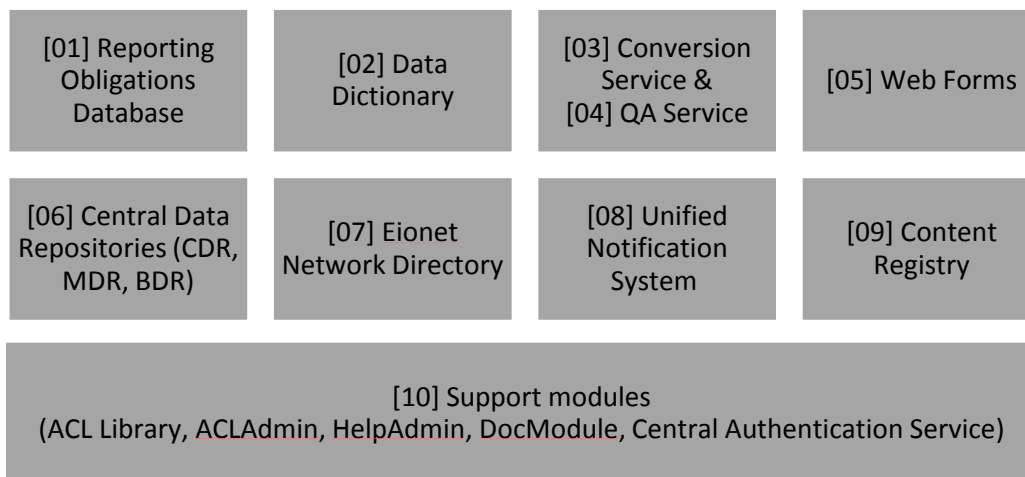 [01] Reporting
Obligations
Database
[02] Data
Dictionary
[03] Conversion
Service &
[04] QA Service
[05] Web Forms
[06] Central Data
Repositories (CDR,
MDR, BDR)
[07] Eionet
Network Directory
[08] Unified
Notification
System
[09] Content
Registry
[10] Support modules
(ACL Library, ACLAdmin, HelpAdmin, DocModule, Central Authentication Service)